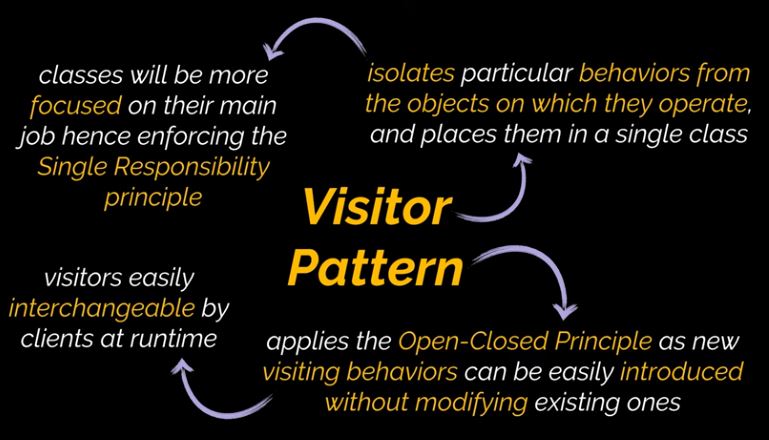 classes will be more
focused on their main
job hence enforcing the
Single Responsibility
principle
isolates particular behaviors from
the objects on which they operate,
and places them in a single class
Visitor
Pattern
visitors easily
interchangeable by
clients at runtime
applies the Open-Closed Principle as new
visiting behaviors can be easily introduced
without modifying existing ones